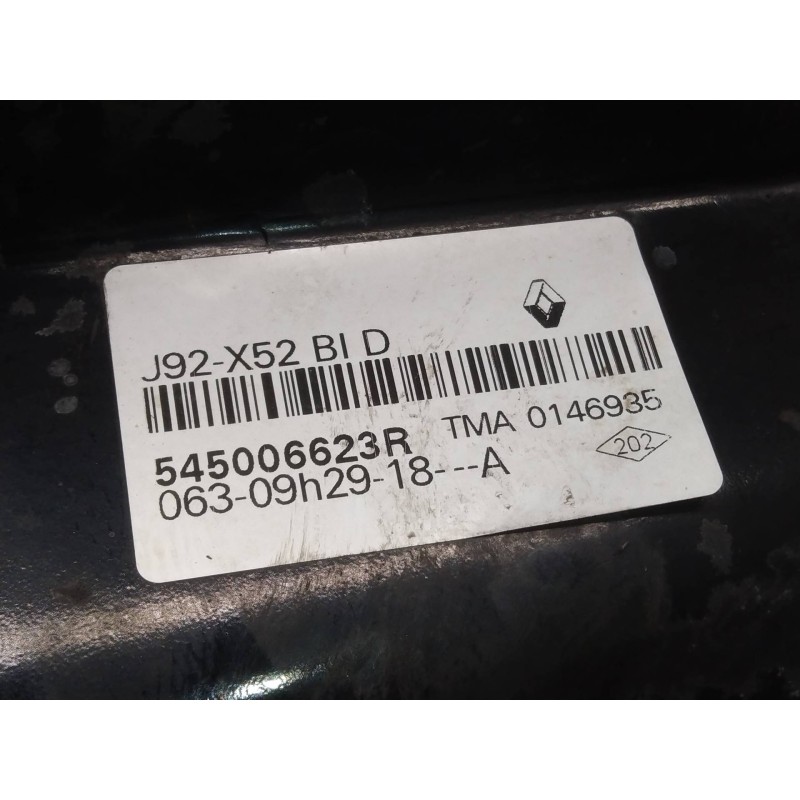 J92-X52 BI D
545006623R TMA 0146935
063-09h29-18---A
202